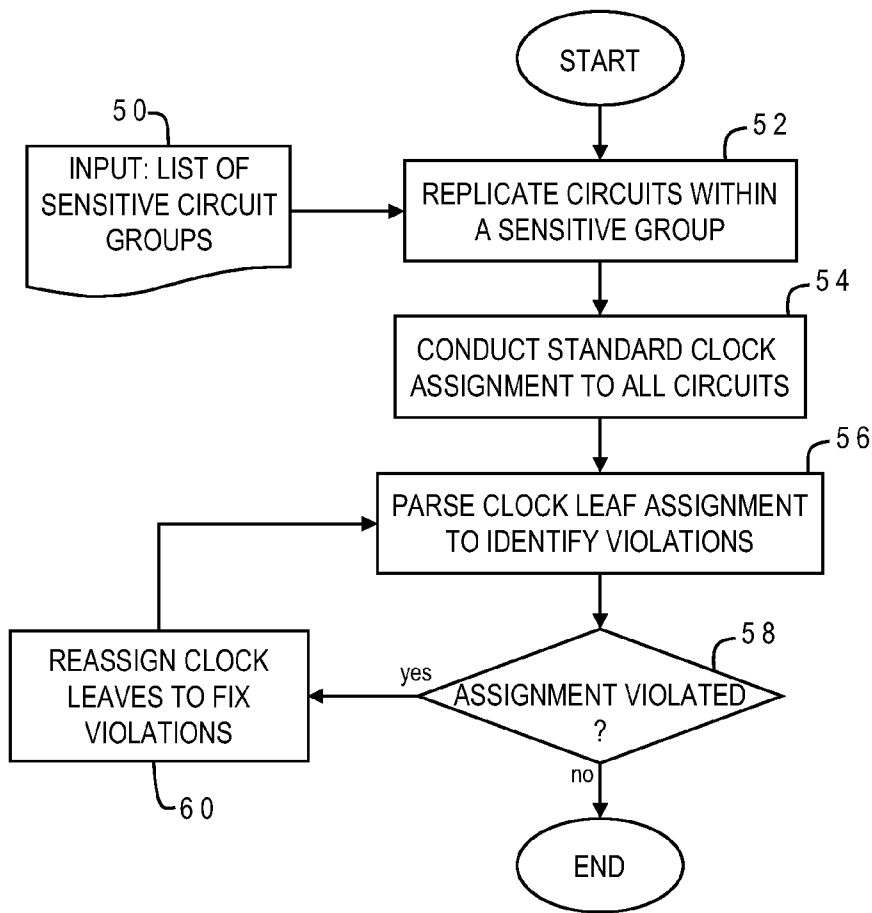 START
50
INPUT: LIST OF
SENSITIVE CIRCUIT
GROUPS
52
REPLICATE CIRCUITS WITHIN
A SENSITIVE GROUP
54
CONDUCT STANDARD CLOCK
ASSIGNMENT TO ALL CIRCUITS
56
PARSE CLOCK LEAF ASSIGNMENT
TO IDENTIFY VIOLATIONS
58
ASSIGNMENT VIOLATED
?
yes
REASSIGN CLOCK
LEAVES TO FIX
VIOLATIONS
60
no
END